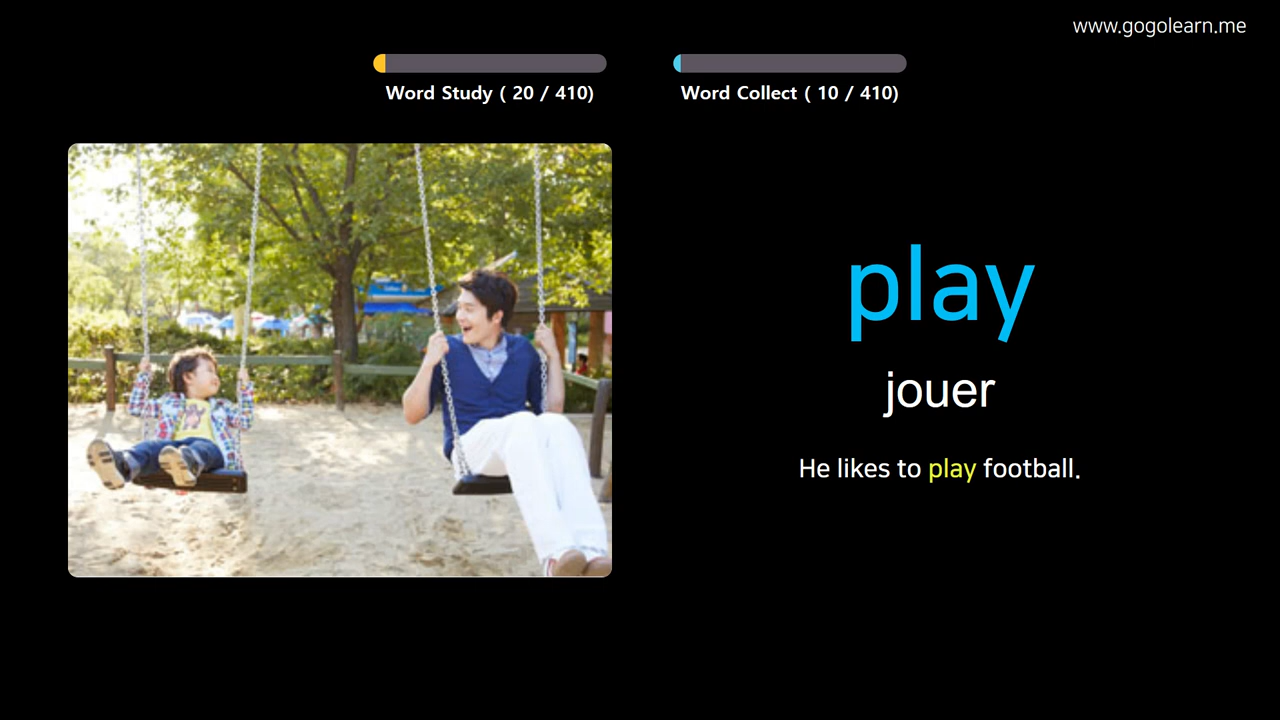 www.gogolearn.me
Word Study ( 20 / 410)
Word Collect ( 10 / 410)
play
jouer
He likes to play football.